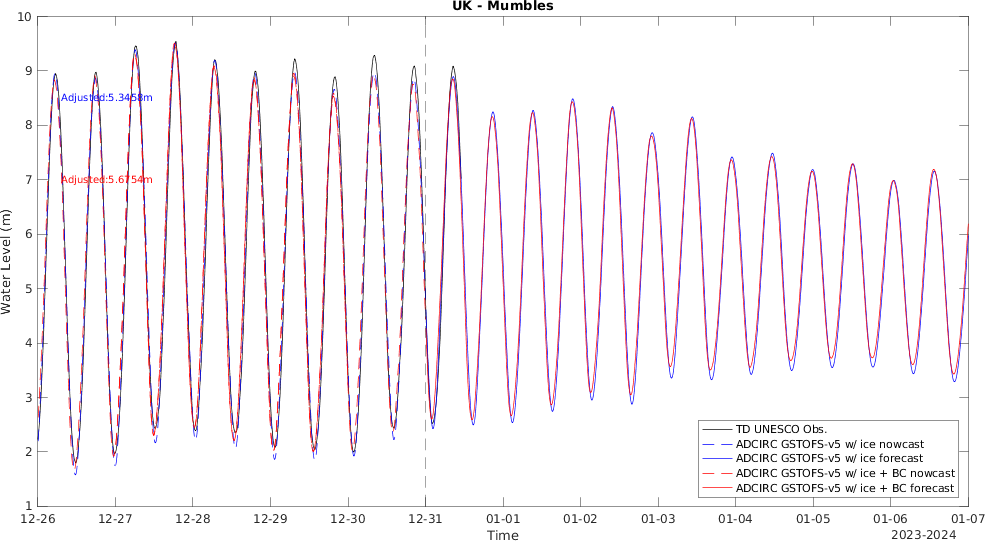 UK - Mumbles
10
9
8
7
6
5
4
3
2
1
Water Level (m)
Adjusted:5.3458m
Adjusted:5.6754m
TD UNESCO Obs.
ADCIRC GSTOFS-v5 w/ ice nowcast
ADCIRC GSTOFS-v5 w/ ice forecast
ADCIRC GSTOFS-v5 w/ ice + BC nowcast
ADCIRC GSTOFS-v5 w/ ice + BC forecast
12-26 12-27 12-28 12-29 12-30 12-31 01-01 01-02 01-03 01-04 01-05 01-06 01-07
Time
2023-2024